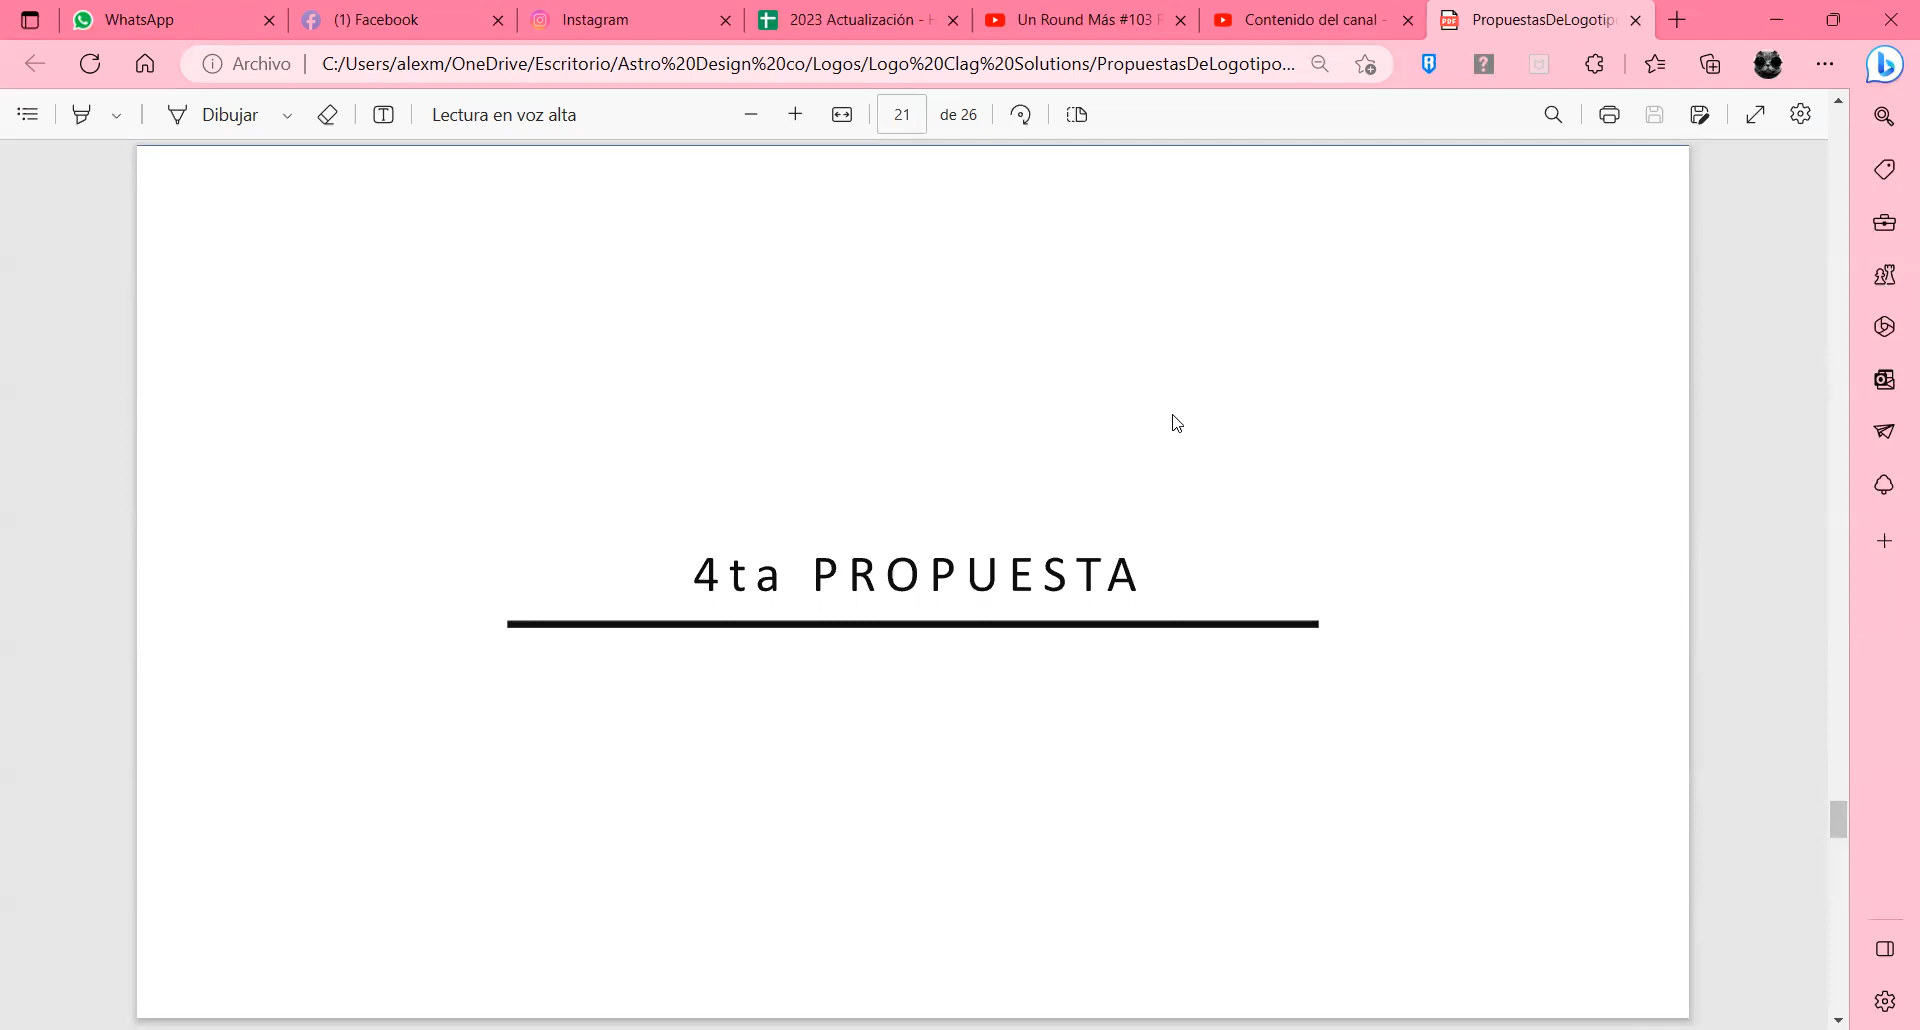 WhatsApp
(1) Facebook
Instagram
2023 Actualización -
Un Round Más #103
Contenido del canal -
PropuestasDeLogotip
Archivo
C:/Users/alexm/OneDrive/Escritorio/Astro%20Design%20co/Logos/Logo%20Clag%20Solutions/PropuestasDeLogotipo...
Dibujar
Lectura en voz alta
21
de 26
4ta PROPUESTA